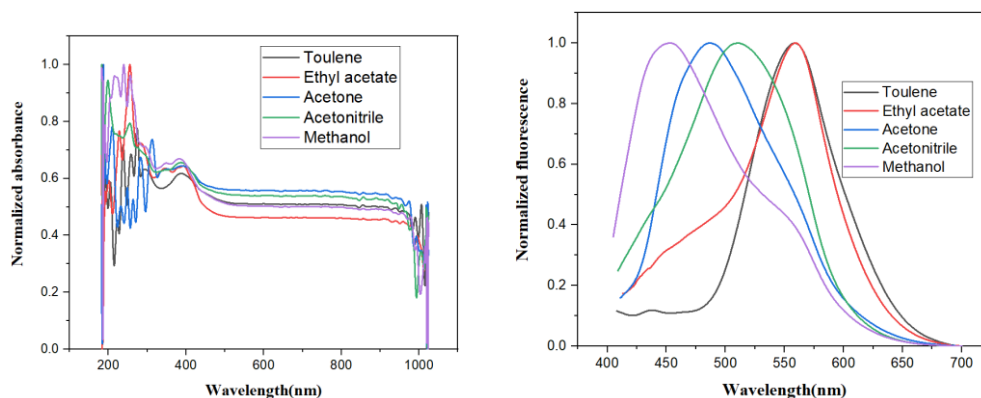 Toulene
Ethyl acetate
Acetone
Acetonitrile
Methanol
Normalized absorbance
1.0
0.8
0.6
0.4
0.2
0.0
200
400
600
800
1000
Wavelength(nm)
Toulene
Ethyl acetate
Acetone
Acetonitrile
Methanol
Normalized fluorescence
1.0
0.8
0.6
0.4
0.2
0.0
400
450
500
550
600
650
700
Wavelength(nm)